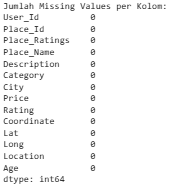 Jumlah Missing Values per Kolom:
User_Id 0
Place_Id 0
Place_Ratings 0
Place_Name 0
Description 0
Category 0
City 0
Price 0
Rating 0
Coordinate 0
Lat 0
Long 0
Location 0
Age 0
dtype: int64